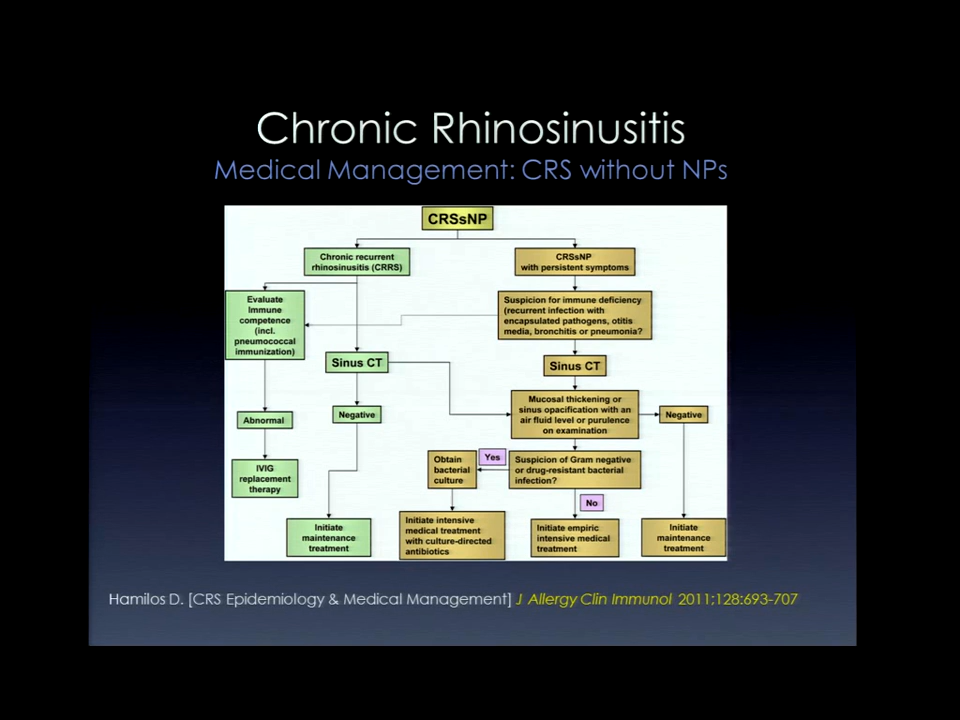 Chronic Rhinosinusitis
Medical Management: CRS without NPs
CRSsNP
Chronic recurrent
rhinosinusitis (CRRS)
CRSsNP
with persistent symptoms
Evaluate
Immune
competence
(incl.
pneumococcal
immunization)
Suspicion for immune deficiency
(recurrent infection with
encapsulated pathogens, otitis
media, bronchitis or pneumonia?
Sinus CT
Sinus CT
Mucosal thickening or
sinus opacification with an
air fluid level or purulence
on examination
Abnormal
Negative
Negative
Obtain
bacterial
culture
Yes
Suspicion of Gram negative
or drug-resistant bacterial
infection?
IVIG
replacement
therapy
No
Initiate
maintenance
treatment
Initiate intensive
medical treatment
with culture-directed
antibiotics
Initiate empiric
intensive medical
treatment
Initiate
maintenance
treatment
Hamilos D. [CRS Epidemiology & Medical Management] J Allergy Clin Immunol 2011;128:693-707